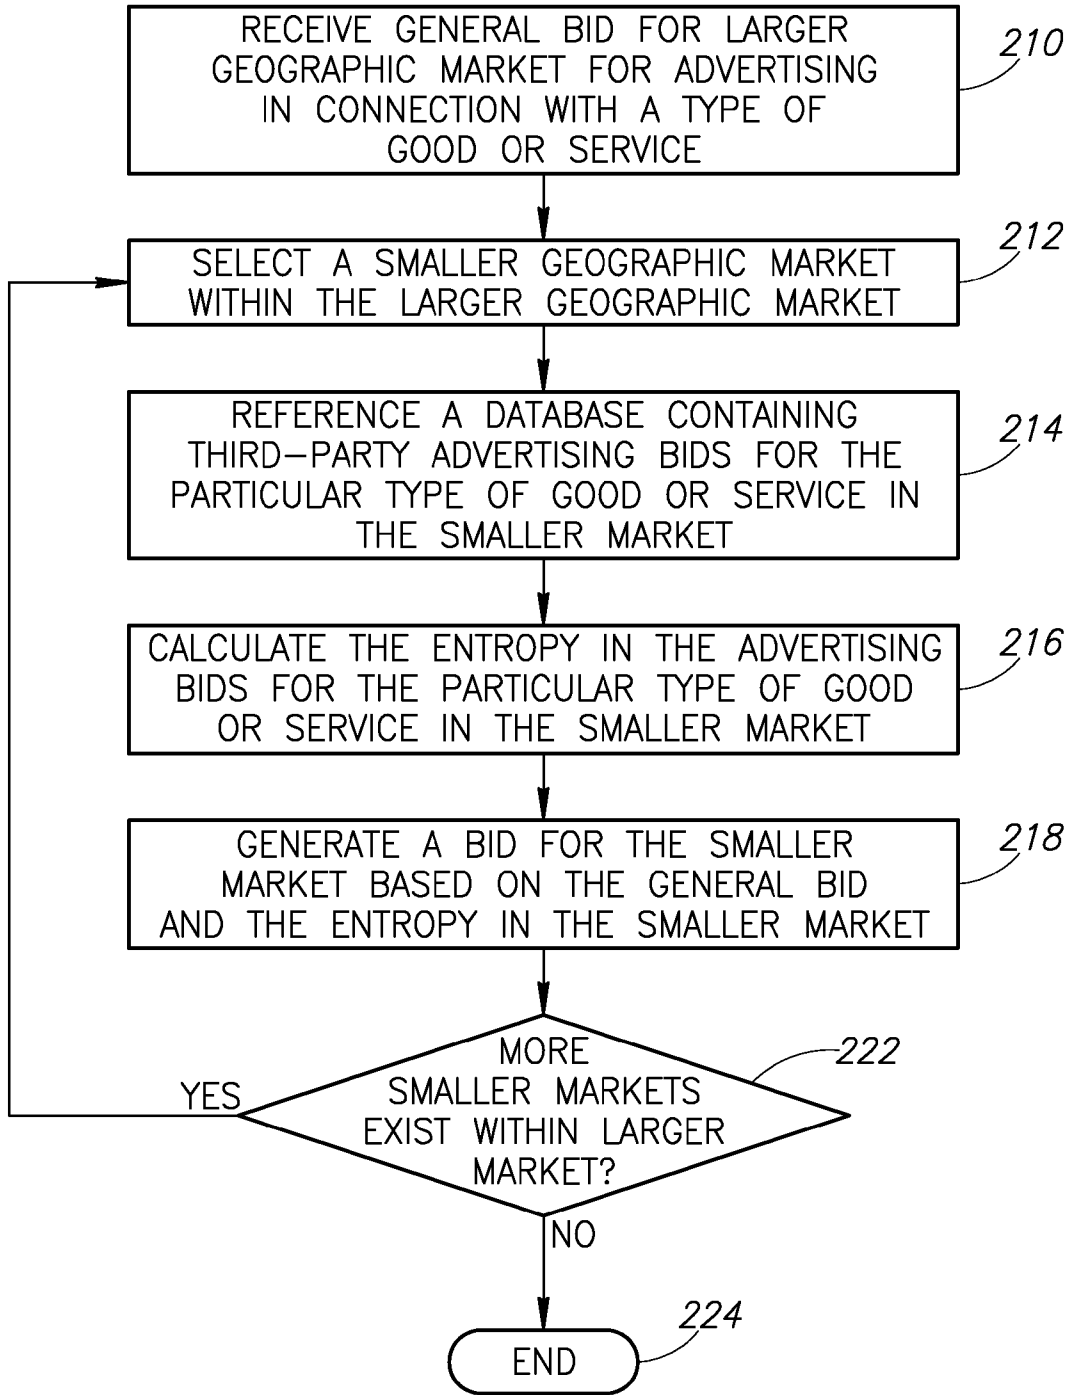 RECEIVE GENERAL BID FOR LARGER
GEOGRAPHIC MARKET FOR ADVERTISING
IN CONNECTION WITH A TYPE OF
GOOD OR SERVICE
210
SELECT A SMALLER GEOGRAPHIC MARKET
WITHIN THE LARGER GEOGRAPHIC MARKET
212
REFERENCE A DATABASE CONTAINING
THIRD-PARTY ADVERTISING BIDS FOR THE
PARTICULAR TYPE OF GOOD OR SERVICE IN
THE SMALLER MARKET
214
CALCULATE THE ENTROPY IN THE ADVERTISING
BIDS FOR THE PARTICULAR TYPE OF GOOD
OR SERVICE IN THE SMALLER MARKET
216
GENERATE A BID FOR THE SMALLER
MARKET BASED ON THE GENERAL BID
AND THE ENTROPY IN THE SMALLER MARKET
218
MORE
SMALLER MARKETS
EXIST WITHIN LARGER
MARKET?
222
YES
NO
END
224